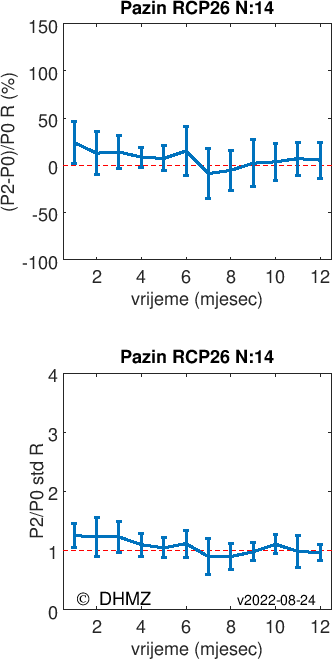 Pazin RCP26 N:14
(P2-P0)/P0 R (%)
150
100
50
0
-50
-100
2 4 6 8 10 12
vrijeme (mjesec)
Pazin RCP26 N:14
P2/P0 std R
4
3
2
1
0
© DHMZ
v2022-08-24
2 4 6 8 10 12
vrijeme (mjesec)